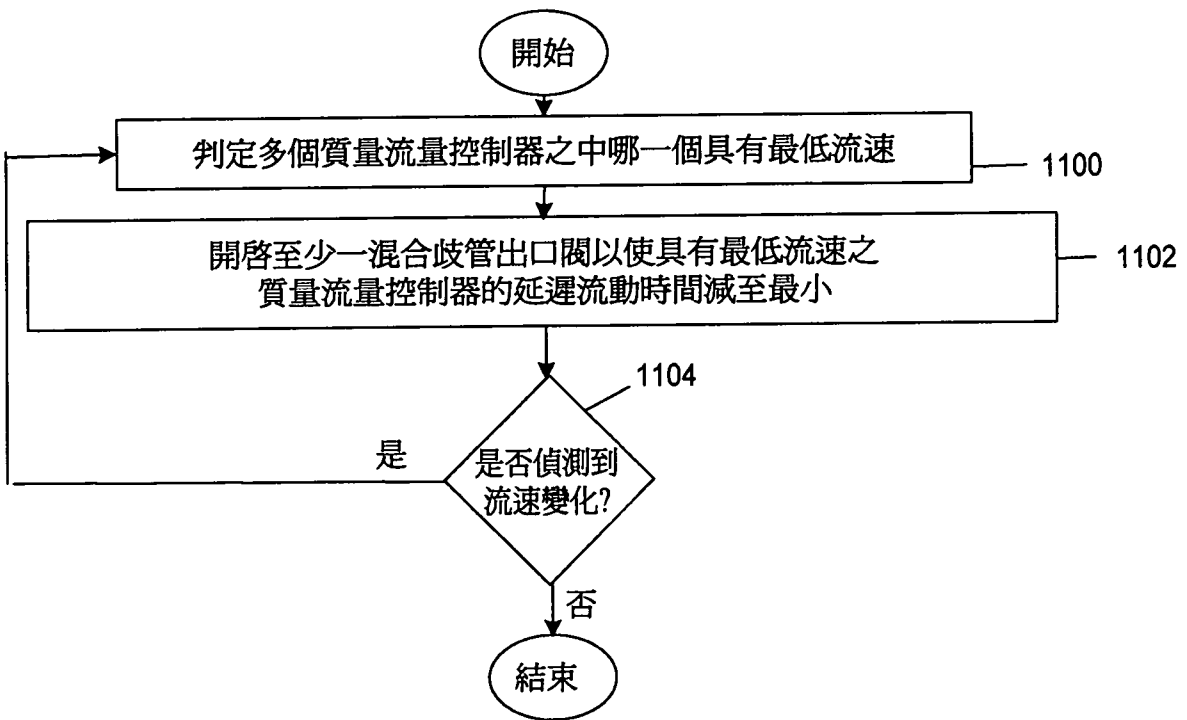 開始
判定多個質量流量控制器之中哪一個具有最低流速
1100
開啓至少一混合歧管出口閥以使具有最低流速之
質量流量控制器的延遲流動時間減至最小
1102
1104
是
是否偵測到
流速變化?
否
結束